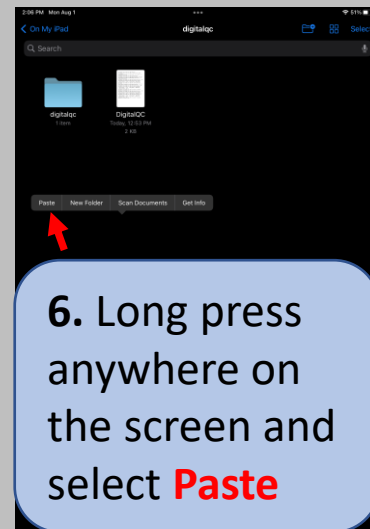 2:06 PM Mon Aug 1
51%
On My iPad
digitalqc
Select
Search
digitalqc
1 item
DigitalQC
Today, 12:53 PM
2 KB
Paste New Folder Scan Documents Get Info
6. Long press
anywhere on
the screen and
select Paste